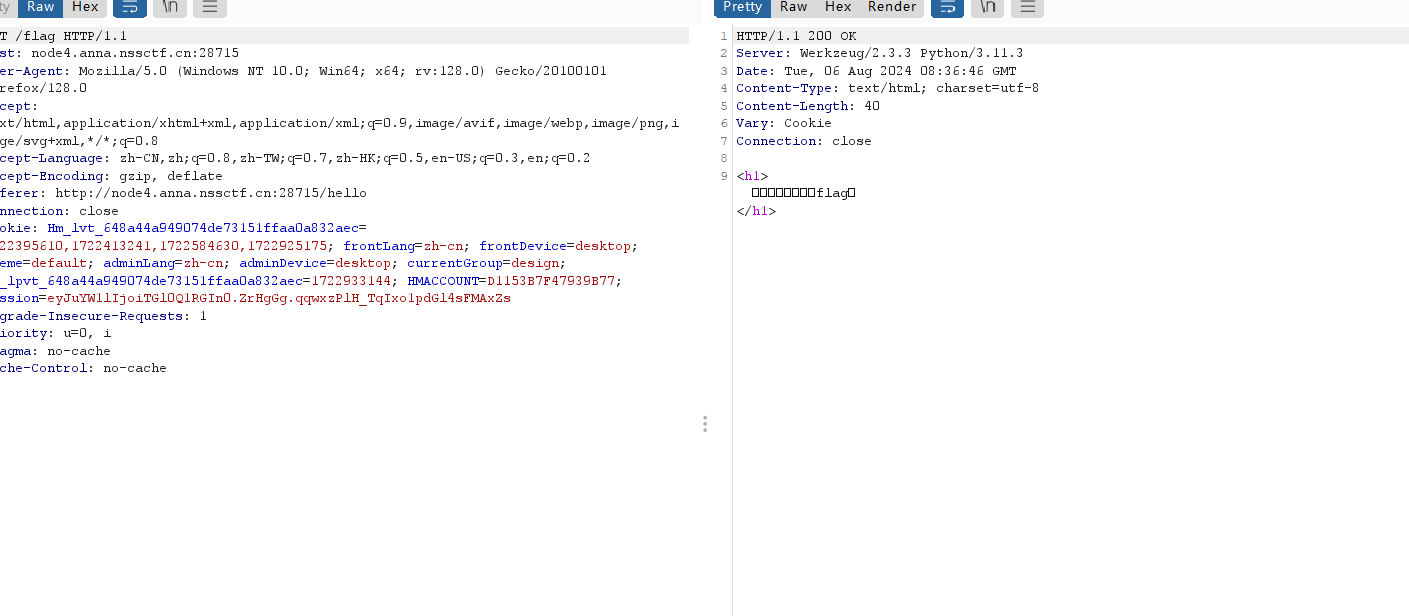 ty Raw Hex \n
T /flag HTTP/1.1
st: node4.anna.nssctf.cn:28715
er-Agent: Mozilla/5.0 (Windows NT 10.0; Win64; x64; rv:128.0) Gecko/20100101
refox/128.0
cept:
xt/html,application/xhtml+xml,application/xml;q=0.9,image/avif,image/webp,image/png,i
ge/svg+xml,*/*;q=0.8
cept-Language: zh-CN,zh;q=0.8,zh-TW;q=0.7,zh-HK;q=0.5,en-US;q=0.3,en;q=0.2
cept-Encoding: gzip, deflate
ferer: http://node4.anna.nssctf.cn:28715/hello
nnection: close
okie: Hm_lvt_648a44a949074de73151ffaa0a832aec=
22395610,1722413241,1722584630,1722925175; frontLang=zh-cn; frontDevice=desktop;
eme=default; adminLang=zh-cn; adminDevice=desktop; currentGroup=design;
_lpvt_648a44a949074de73151ffaa0a832aec=1722933144; HMACCOUNT=D1153B7F47939B77;
ssion=eyJuYW1lIjoiTGl0Q1RGIn0.ZrHgGg.qqwxzPlH_TqIxo1pdGl4sFMAxZs
grade-Insecure-Requests: 1
iority: u=0, i
agma: no-cache
che-Control: no-cache
Pretty Raw Hex Render \n
1 HTTP/1.1 200 OK
2 Server: Werkzeug/2.3.3 Python/3.11.3
3 Date: Tue, 06 Aug 2024 08:36:46 GMT
4 Content-Type: text/html; charset=utf-8
5 Content-Length: 40
6 Vary: Cookie
7 Connection: close
8
9 <h1>
□□□□□□□□flag□
</h1>